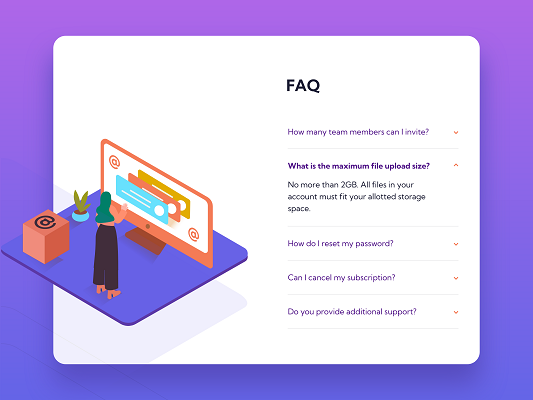 FAQ
How many team members can I invite?
What is the maximum file upload size?
No more than 2GB. All files in your
account must fit your allotted storage
space.
How do I reset my password?
Can I cancel my subscription?
Do you provide additional support?
@
@
@